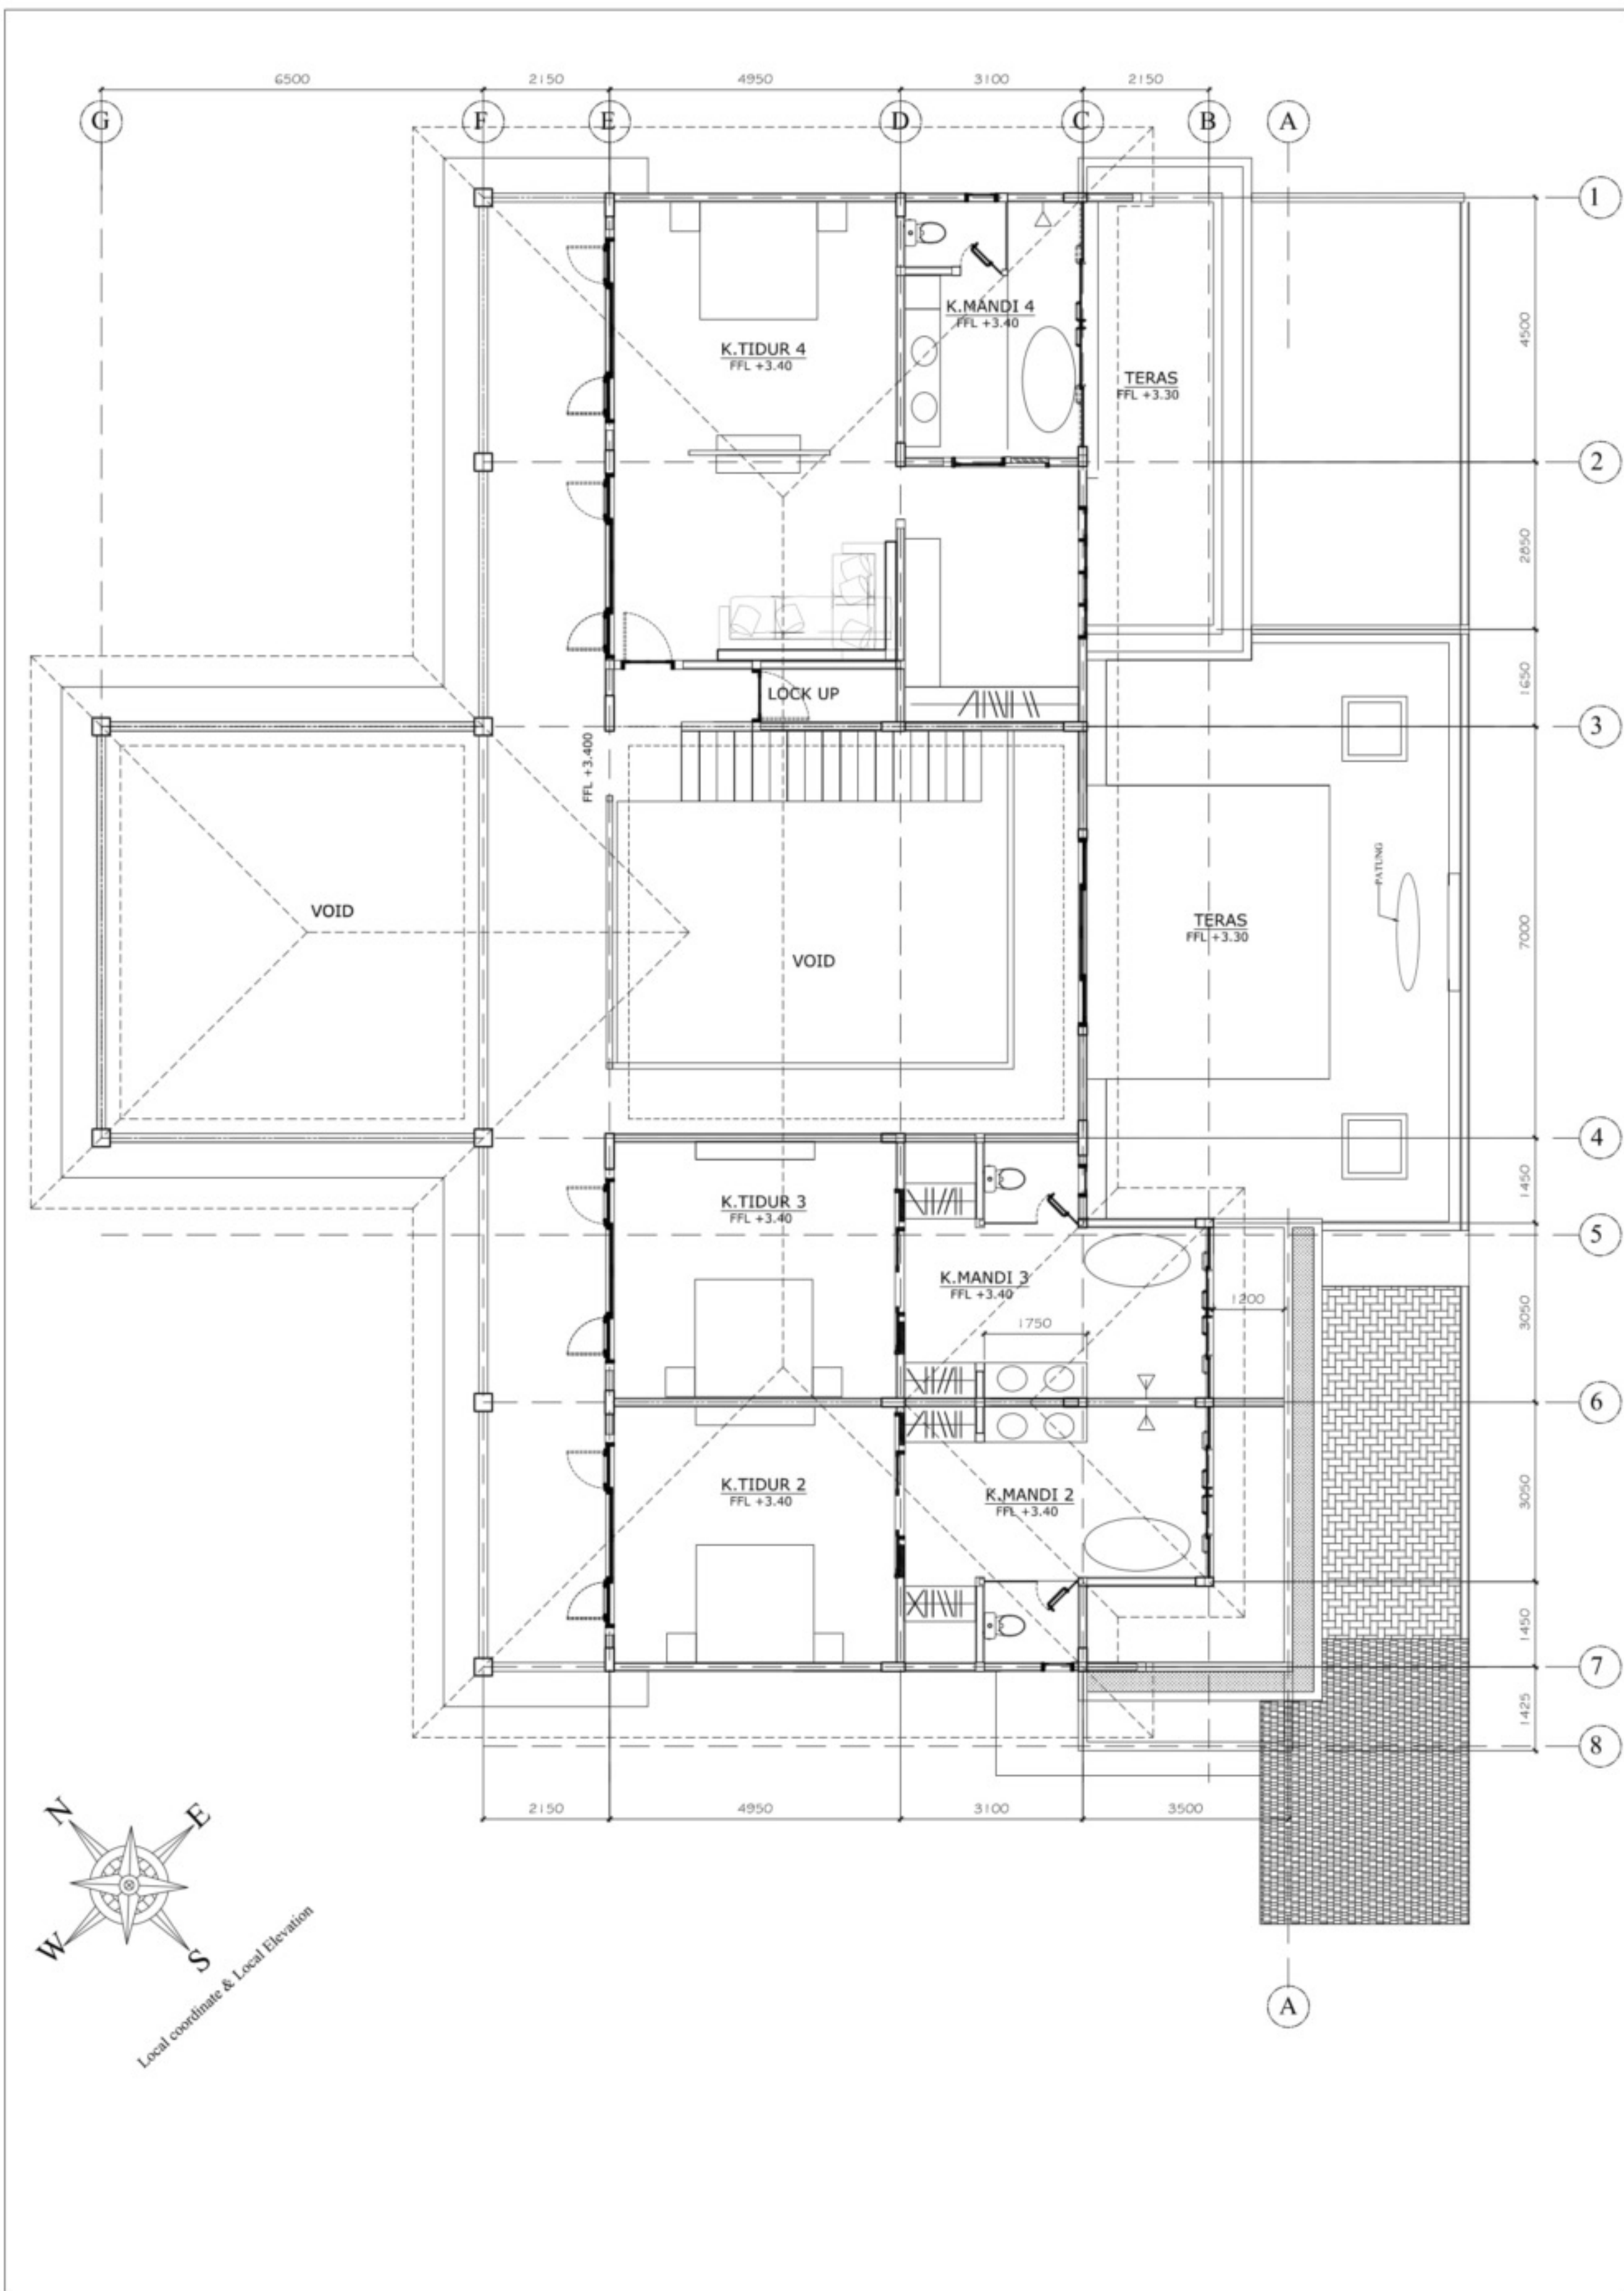 6500 2150 4950 3100 2150
G F E D C B A
1
K.MANDI 4
FFL +3.40
4500
K.TIDUR 4
FFL +3.40
TERAS
FFL +3.30
2
2850
LOCK UP
1650
3
FFL +3.400
PATUNG
VOID
TERAS
FFL +3.30
7000
VOID
4
K.TIDUR 3
FFL +3.40
1450
5
K.MANDI 3
FFL +3.40
1200
3050
1750
6
K.TIDUR 2
FFL +3.40
K.MANDI 2
FFL +3.40
3050
1450
7
1425
8
2150 4950 3100 3500
N E
W S
Local coordinate & Local Elevation
A